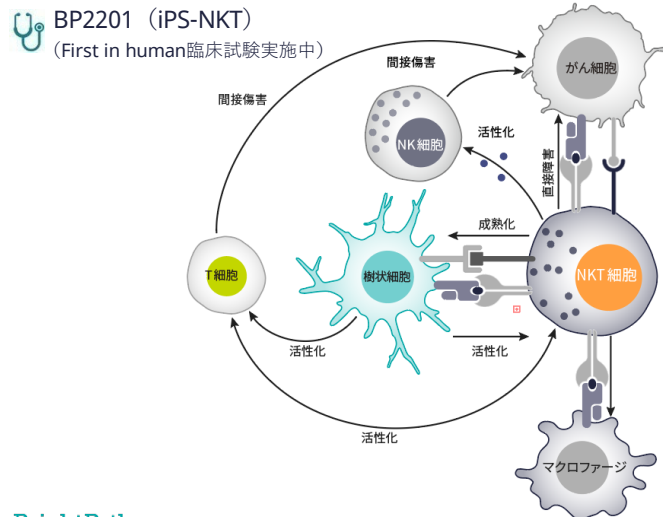 BP2201（iPS-NKT）
（First in human臨床試験実施中）
間接傷害
がん細胞
間接傷害
NK細胞
活性化
直接障害
成熟化
T細胞
樹状細胞
NKT細胞
活性化
活性化
活性化
マクロファージ